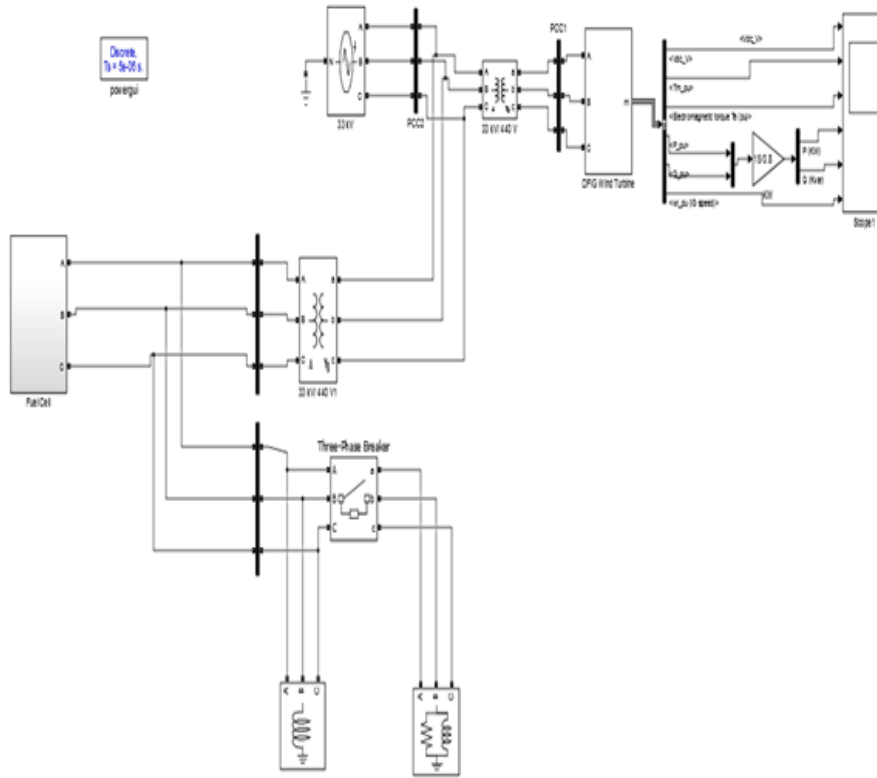 Discrete,
Ts = 5e-06 s.
powergui
N
A
B
C
33 kV
PCC2
A
B
C
a
b
c
33 kV/ 440 V
PCC1
A
B
C
m
DFIG Wind Turbine
<Vdc_V>
<Vdc_V>
<Tm_pu>
<Electromagnetic torque Te (pu)>
<P_pu>
<Q_pu>
<wr_pu (G speed)>
P (KW)
Q (Kvar)
Scope1
A
B
C
Fuel Cell
A
B
C
a
b
c
33 kV/ 440 V1
Three-Phase Breaker
A
B
C
a
b
c
A
B
C
A
B
C